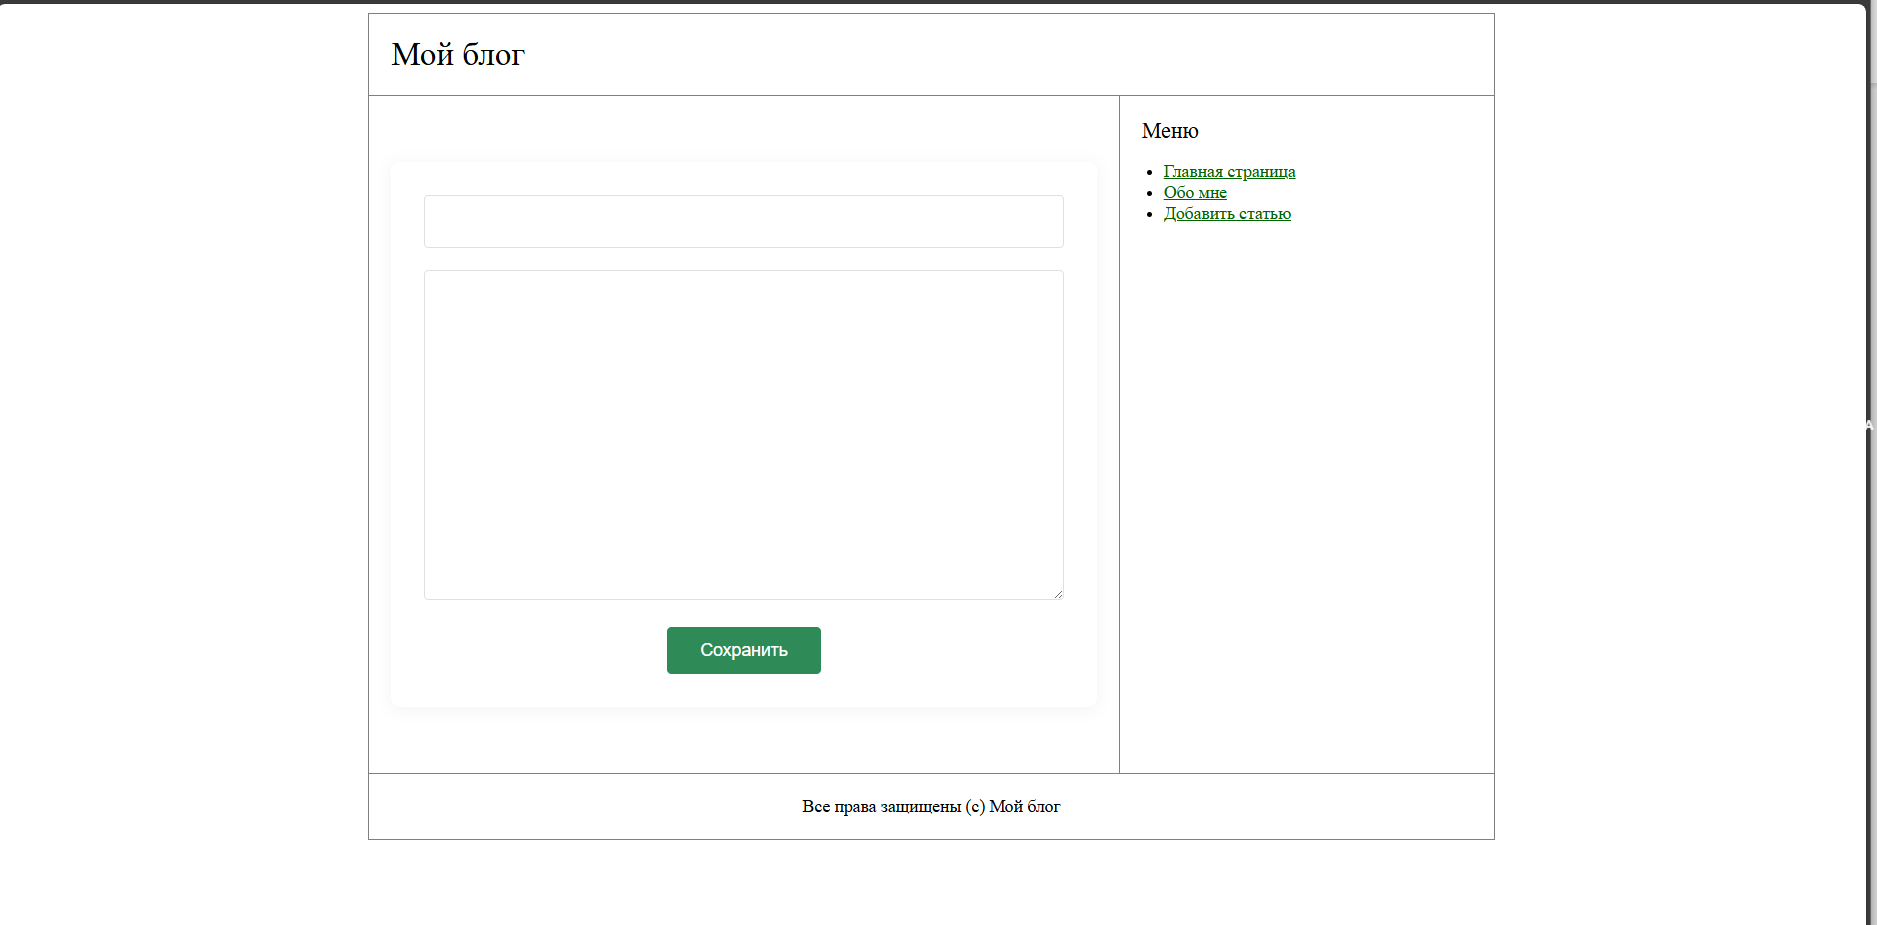 Мой блог
Меню
Главная страница
Обо мне
Добавить статью
Сохранить
Все права защищены (с) Мой блог